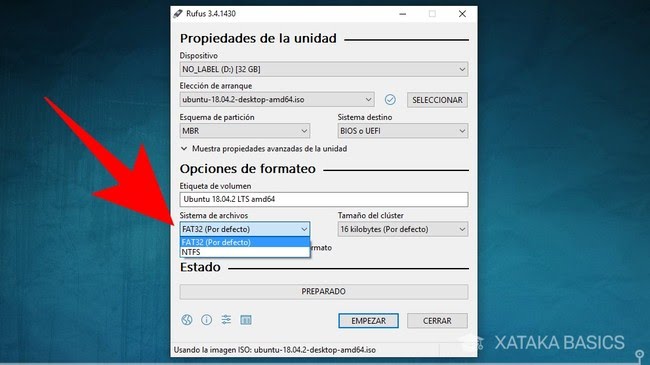 Rufus 3.4.1430
Propiedades de la unidad
Dispositivo
NO_LABEL (D:) [32 GB]
Elección de arranque
ubuntu-18.04.2-desktop-amd64.iso
SELECCIONAR
Esquema de partición
Sistema destino
MBR
BIOS o UEFI
Muestra propiedades avanzadas de la unidad
Opciones de formateo
Etiqueta de volumen
Ubuntu 18.04.2 LTS amd64
Sistema de archivos
Tamaño del clúster
FAT32 (Por defecto)
16 kilobytes (Por defecto)
FAT32 (Por defecto)
NTFS
Estado
PREPARADO
EMPEZAR
CERRAR
XATAKA BASICS
Usando la imagen ISO: ubuntu-18.04.2-desktop-amd64.iso